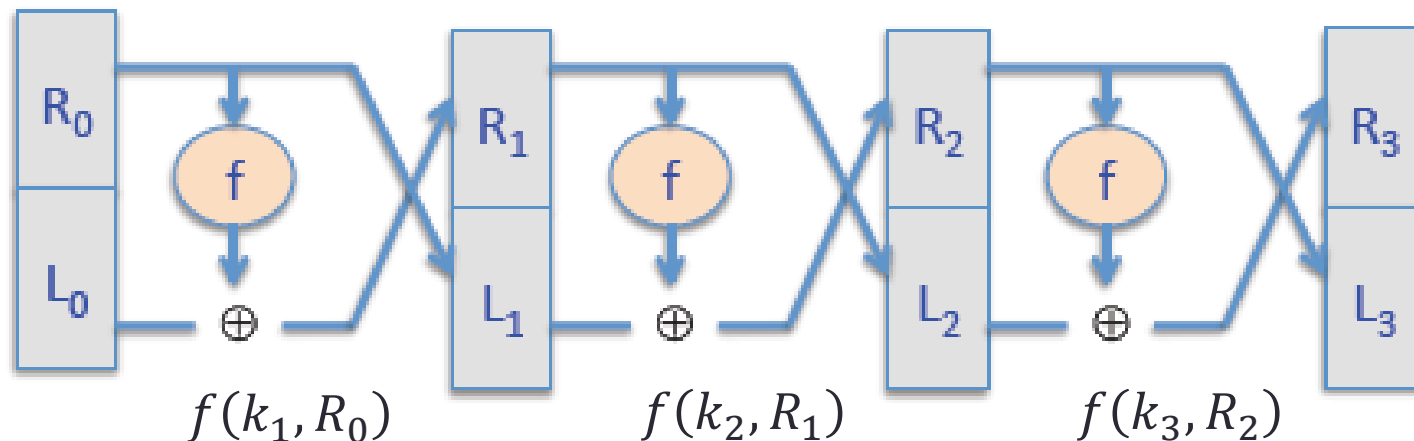 R₀ f R₁ f R₂ f R₃
L₀ ⊕ L₁ ⊕ L₂ ⊕ L₃
f(k₁, R₀) f(k₂, R₁) f(k₃, R₂)